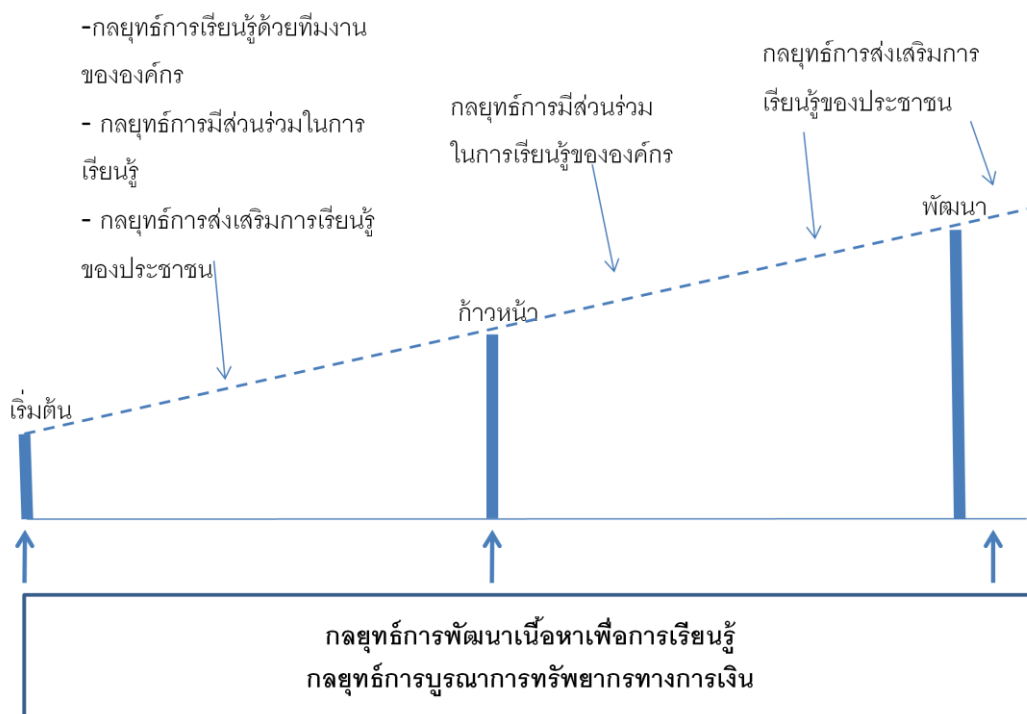 -กลยุทธ์การเรียนรู้ด้วยทีมงาน
ขององค์กร
- กลยุทธ์การมีส่วนร่วมในการ
เรียนรู้
- กลยุทธ์การส่งเสริมการเรียนรู้
ของประชาชน
กลยุทธ์การมีส่วนร่วม
ในการเรียนรู้ขององค์กร
กลยุทธ์การส่งเสริมการ
เรียนรู้ของประชาชน
เริ่มต้น
ก้าวหน้า
พัฒนา
กลยุทธ์การพัฒนาเนื้อหาเพื่อการเรียนรู้
กลยุทธ์การบูรณาการทรัพยากรทางการเงิน